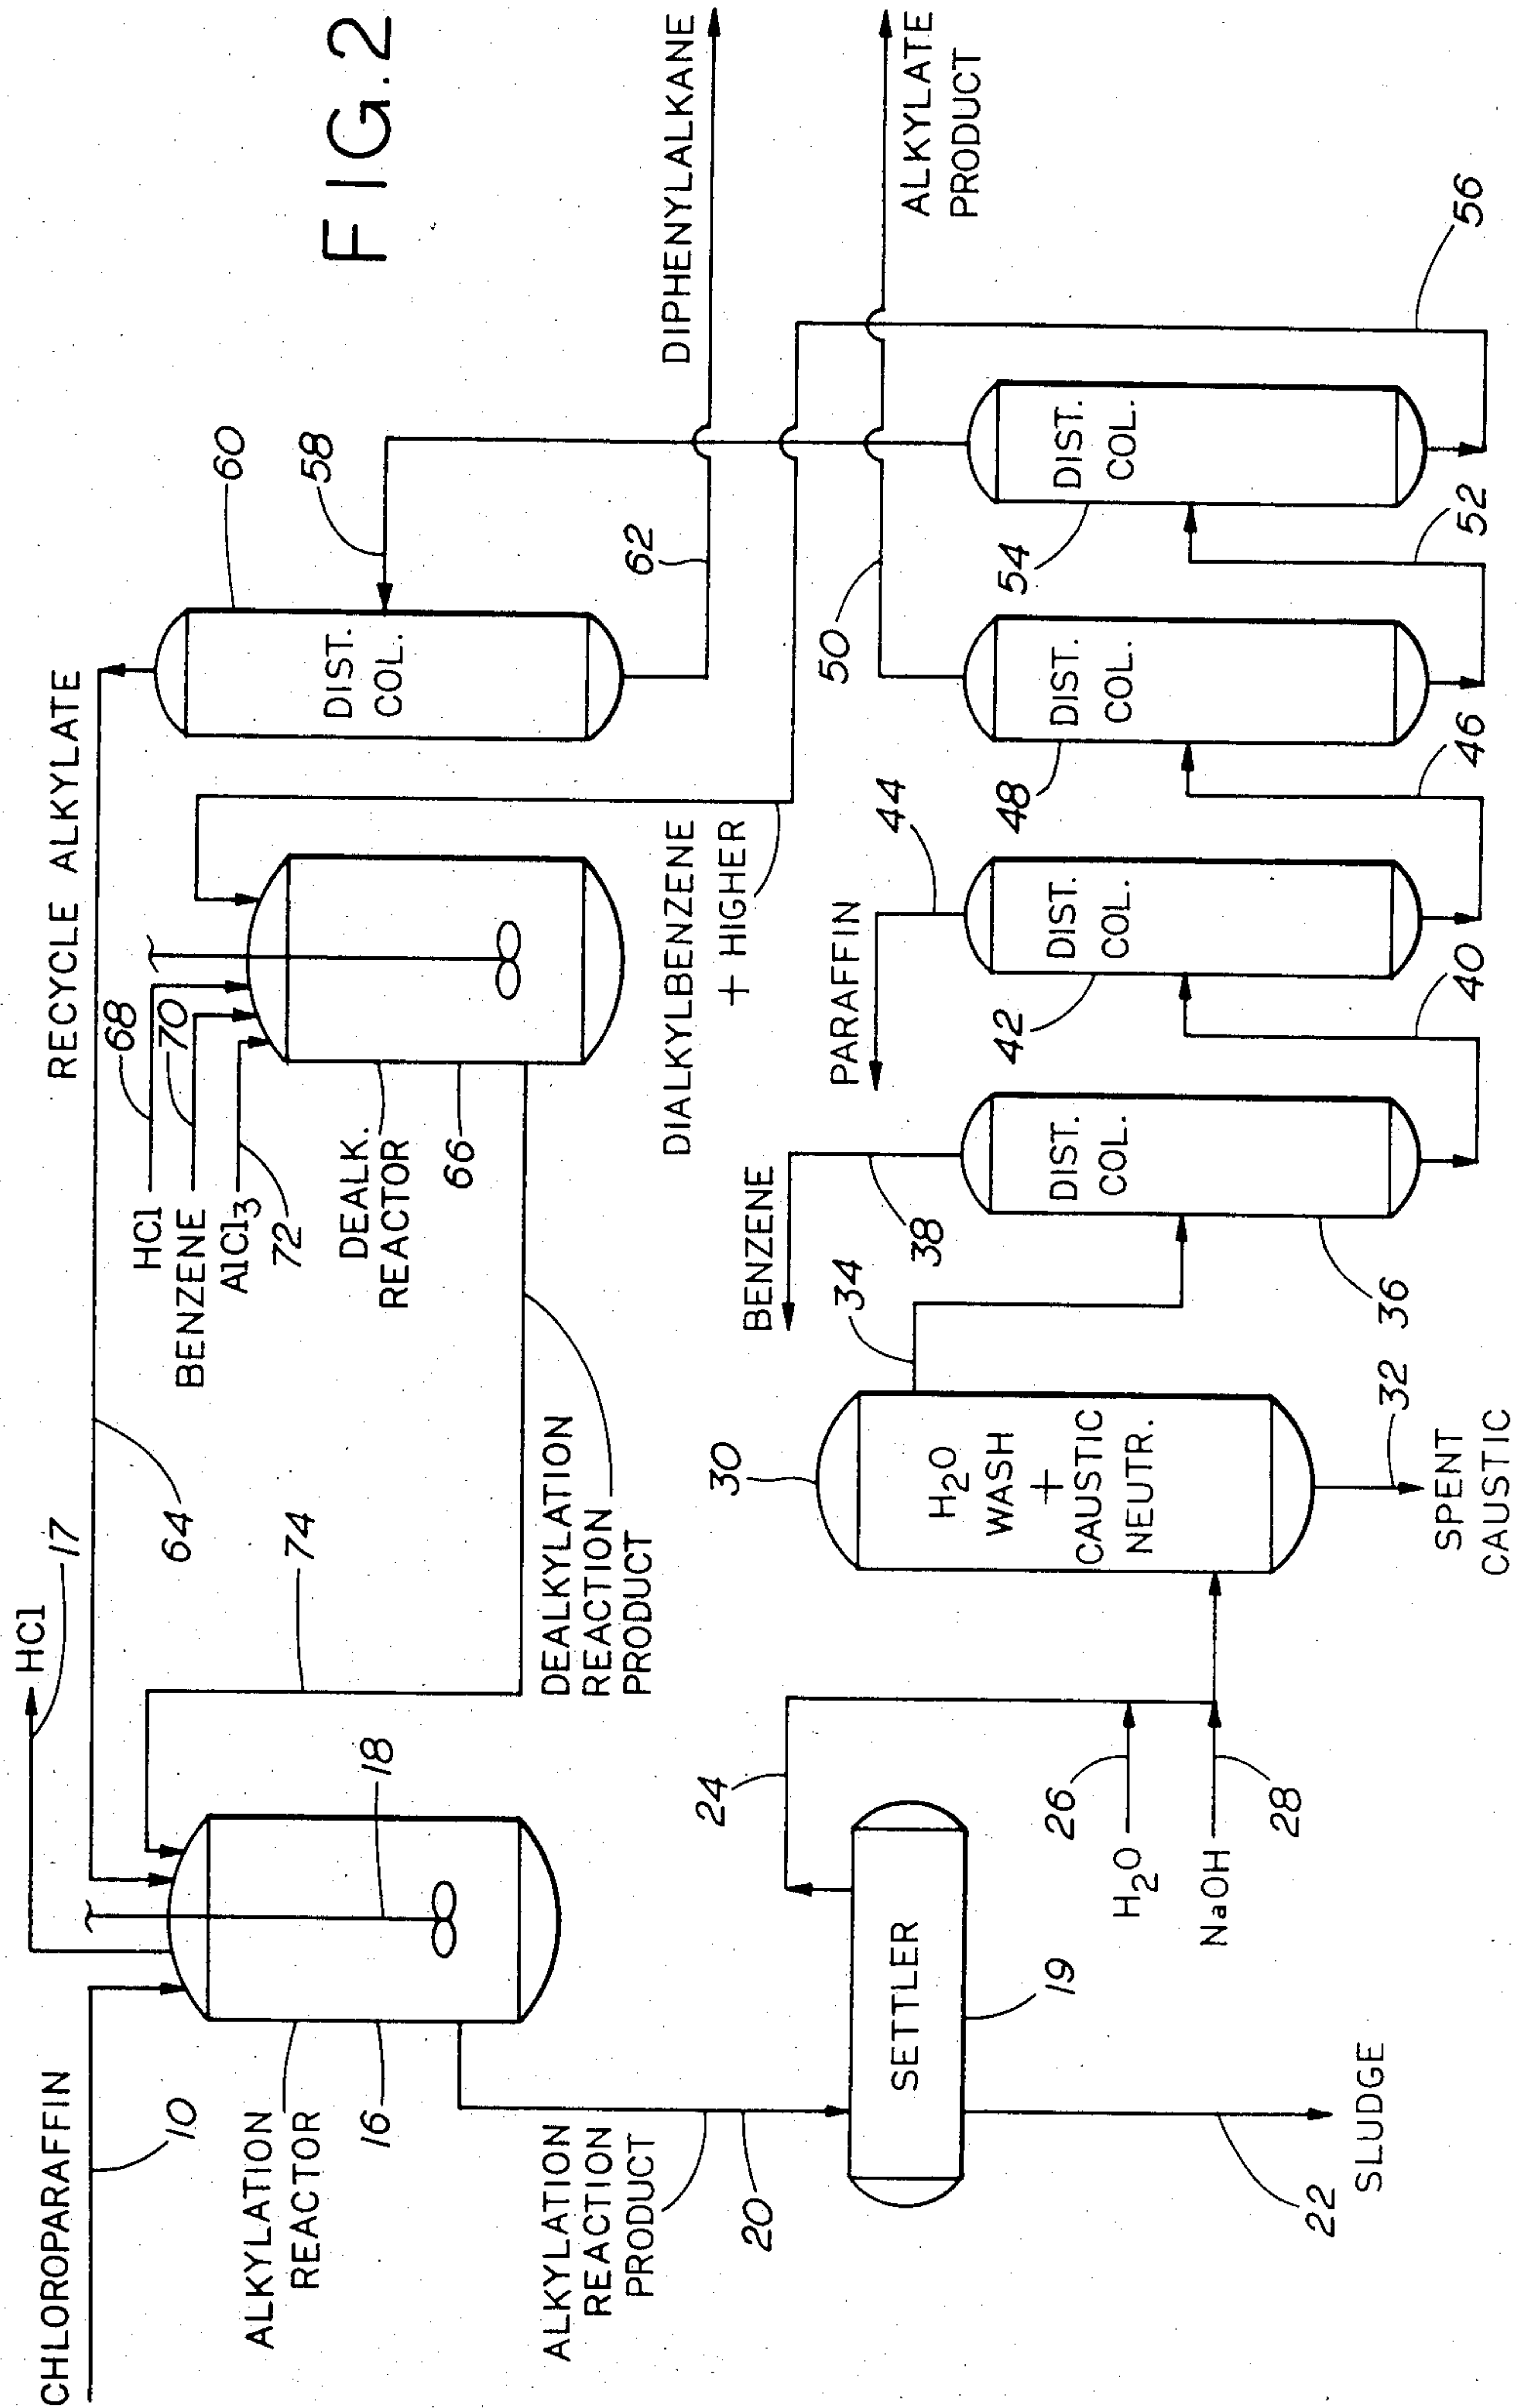 FIG.2
CHLOROPARAFFIN
10
HCl
17
RECYCLE ALKYLATE
64
ALKYLATION
REACTOR
16
18
74
HCl
68
BENZENE
70
AlCl3
72
DEALK.
REACTOR
66
DIST.
COL.
60
58
62
DIPHENYLALKANE
ALKYLATION
REACTION
PRODUCT
20
DEALKYLATION
REACTION
PRODUCT
DIALKYLBENZENE
+ HIGHER
SETTLER
19
22
SLUDGE
24
H2O
26
NaOH
28
30
H2O
WASH
+
CAUSTIC
NEUTR.
32
SPENT
CAUSTIC
34
BENZENE
38
DIST.
COL.
36
40
PARAFFIN
44
DIST.
COL.
42
46
50
ALKYLATE
PRODUCT
DIST.
COL.
48
52
DIST.
COL.
54
56